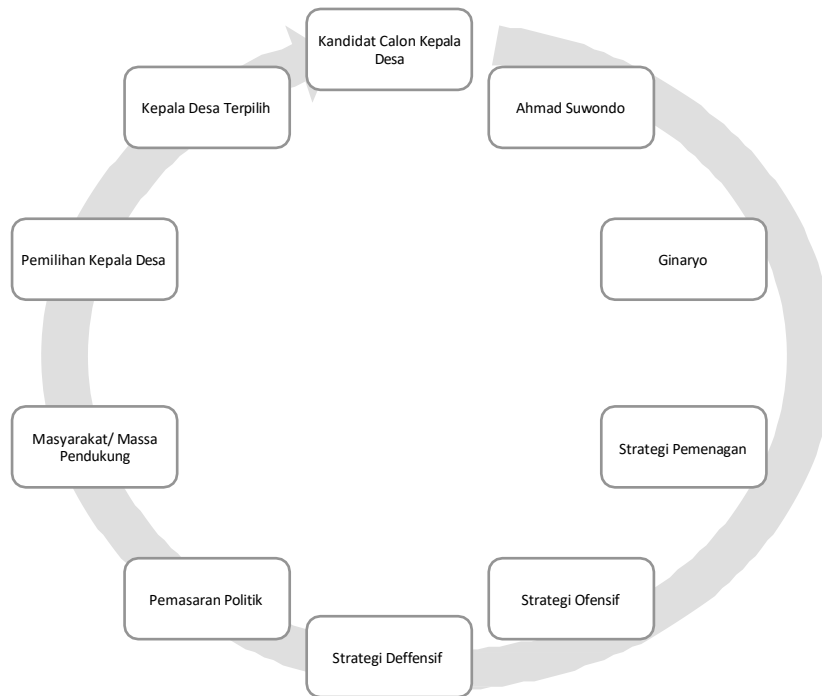 Kandidat Calon Kepala
Desa
Ahmad Suwondo
Ginaryo
Strategi Pemenagan
Strategi Ofensif
Strategi Deffensif
Pemasaran Politik
Masyarakat/ Massa
Pendukung
Pemilihan Kepala Desa
Kepala Desa Terpilih